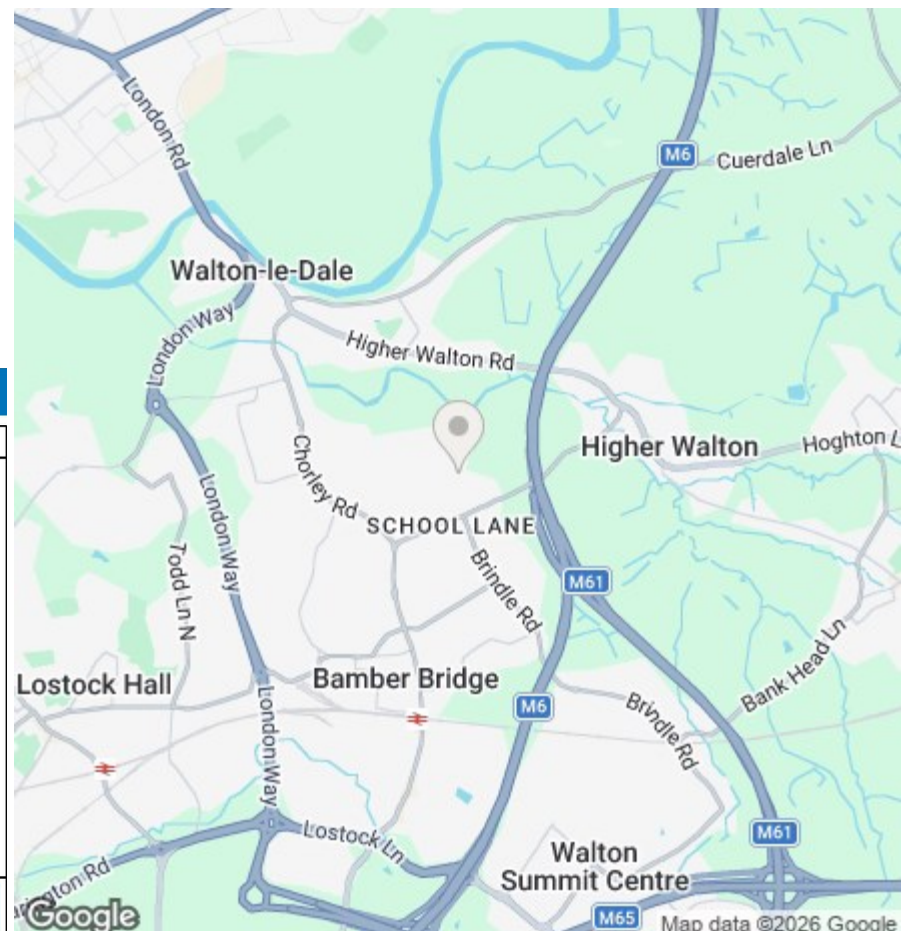 London Rd
M6
Cuerdale Ln
Walton-le-Dale
London Way
Higher Walton Rd
Higher Walton
Hoghton L
Chorley Rd
SCHOOL LANE
London Way
Todd Ln N
Brindle Rd
M61
Lostock Hall
Bamber Bridge
Bank Head Ln
M6
Brindle Rd
London Way
Lostock Ln
M61
Walton
Summit Centre
arington Rd
Google
M65
Map data ©2026 Google